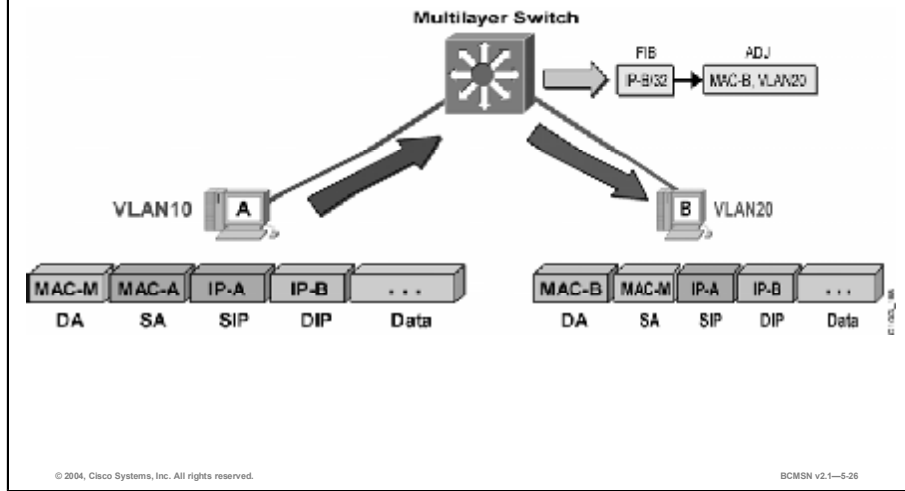 Multilayer Switch
FIB
ADJ
IP-B/32
MAC-B, VLAN20
VLAN10
A
B
VLAN20
MAC-M MAC-A IP-A IP-B ...
DA SA SIP DIP Data
MAC-B MAC-M IP-A IP-B ...
DA SA SIP DIP Data
© 2004, Cisco Systems, Inc. All rights reserved.
BCMSN v2.1—5-26